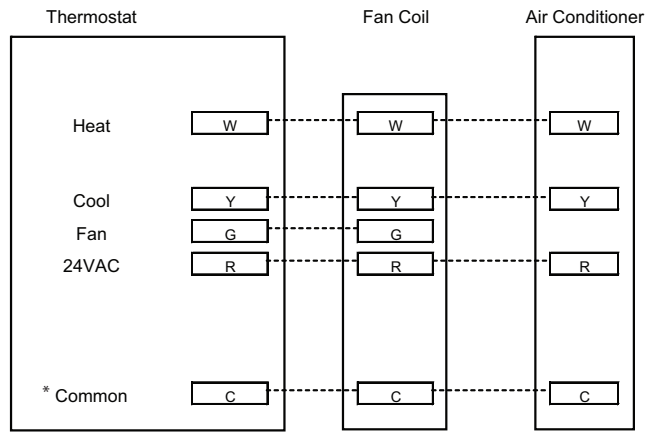 Thermostat Fan Coil Air Conditioner
Heat W W W
Cool Y Y Y
Fan G G
24VAC R R R
* Common C C C